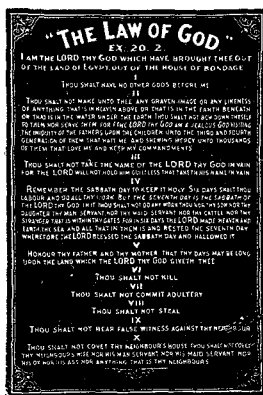 "THE LAW OF GOD"
EX. 20. 2.
I AM THE LORD THY GOD WHICH HAVE BROUGHT THEE OUT
OF THE LAND OF EGYPT, OUT OF THE HOUSE OF BONDAGE
I
THOU SHALT HAVE NO OTHER GODS BEFORE ME
II
THOU SHALT NOT MAKE UNTO THEE ANY GRAVEN IMAGE OR ANY LIKENESS
OF ANYTHING THAT IS IN HEAVEN ABOVE OR THAT IS IN THE EARTH BENEATH
OR THAT IS IN THE WATER UNDER THE EARTH THOU SHALT NOT BOW DOWN THYSELF
TO THEM NOR SERVE THEM FOR I THE LORD THY GOD AM A JEALOUS GOD VISITING
THE INIQUITY OF THE FATHERS UPON THE CHILDREN UNTO THE THIRD AND FOURTH
GENERATION OF THEM THAT HATE ME AND SHEWING MERCY UNTO THOUSANDS
OF THEM THAT LOVE ME AND KEEP MY COMMANDMENTS
III
THOU SHALT NOT TAKE THE NAME OF THE LORD THY GOD IN VAIN
FOR THE LORD WILL NOT HOLD HIM GUILTLESS THAT TAKETH HIS NAME IN VAIN
IV
REMEMBER THE SABBATH DAY TO KEEP IT HOLY SIX DAYS SHALT THOU
LABOUR AND DO ALL THY WORK BUT THE SEVENTH DAY IS THE SABBATH OF
THE LORD THY GOD IN IT THOU SHALT NOT DO ANY WORK THOU NOR THY SON NOR THY
DAUGHTER THY MAN SERVANT NOR THY MAID SERVANT NOR THY CATTLE NOR THY
STRANGER THAT IS WITHIN THY GATES FOR IN SIX DAYS THE LORD MADE HEAVEN AND
EARTH THE SEA AND ALL THAT IN THEM IS AND RESTED THE SEVENTH DAY
WHEREFORE THE LORD BLESSED THE SABBATH DAY AND HALLOWED IT
V
HONOUR THY FATHER AND THY MOTHER THAT THY DAYS MAY BE LONG
UPON THE LAND WHICH THE LORD THY GOD GIVETH THEE
VI
THOU SHALT NOT KILL
VII
THOU SHALT NOT COMMIT ADULTERY
VIII
THOU SHALT NOT STEAL
IX
THOU SHALT NOT BEAR FALSE WITNESS AGAINST THY NEIGHBOUR
X
THOU SHALT NOT COVET THY NEIGHBOUR'S HOUSE THOU SHALT NOT COVET
THY NEIGHBOURS WIFE NOR HIS MAN SERVANT NOR HIS MAID SERVANT NOR
HIS OX NOR HIS ASS NOR ANYTHING THAT IS THY NEIGHBOURS